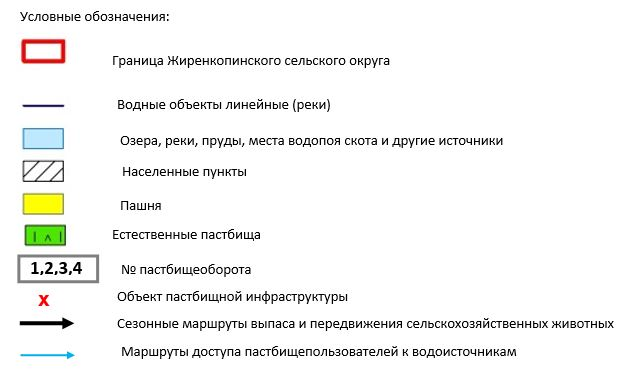 Условные обозначения:
Граница Жиренкопинского сельского округа
Водные объекты линейные (реки)
Озера, реки, пруды, места водопоя скота и другие источники
Населенные пункты
Пашня
Естественные пастбища
1,2,3,4 № пастбищеоборота
х Объект пастбищной инфраструктуры
Сезонные маршруты выпаса и передвижения сельскохозяйственных животных
Маршруты доступа пастбищепользователей к водоисточникам